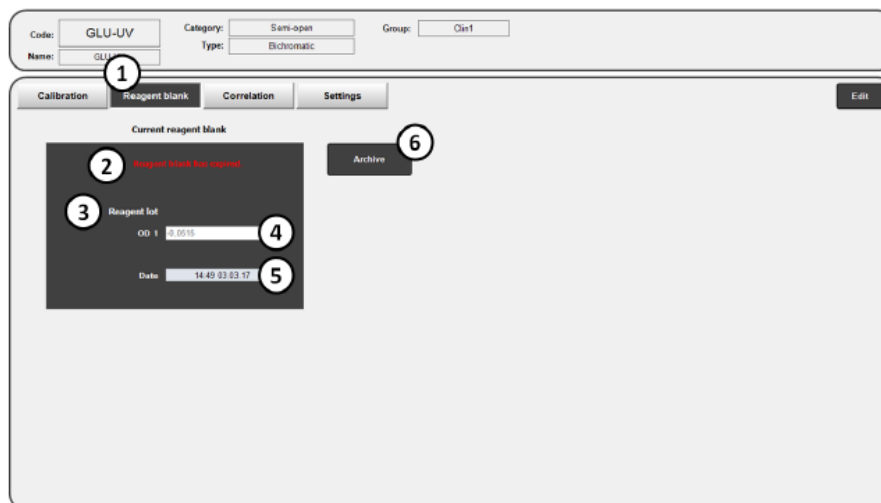 Code: GLU-UV Category: Semi-open Group: Clin1
Type: Bichromatic
Name:
1
Calibration Reagent blank Correlation Settings Edit
Current reagent blank
2 Reagent blank has expired Archive 6
3 Reagent lot
OD 1 -0,0515 4
Date 14:49 03.03.17 5